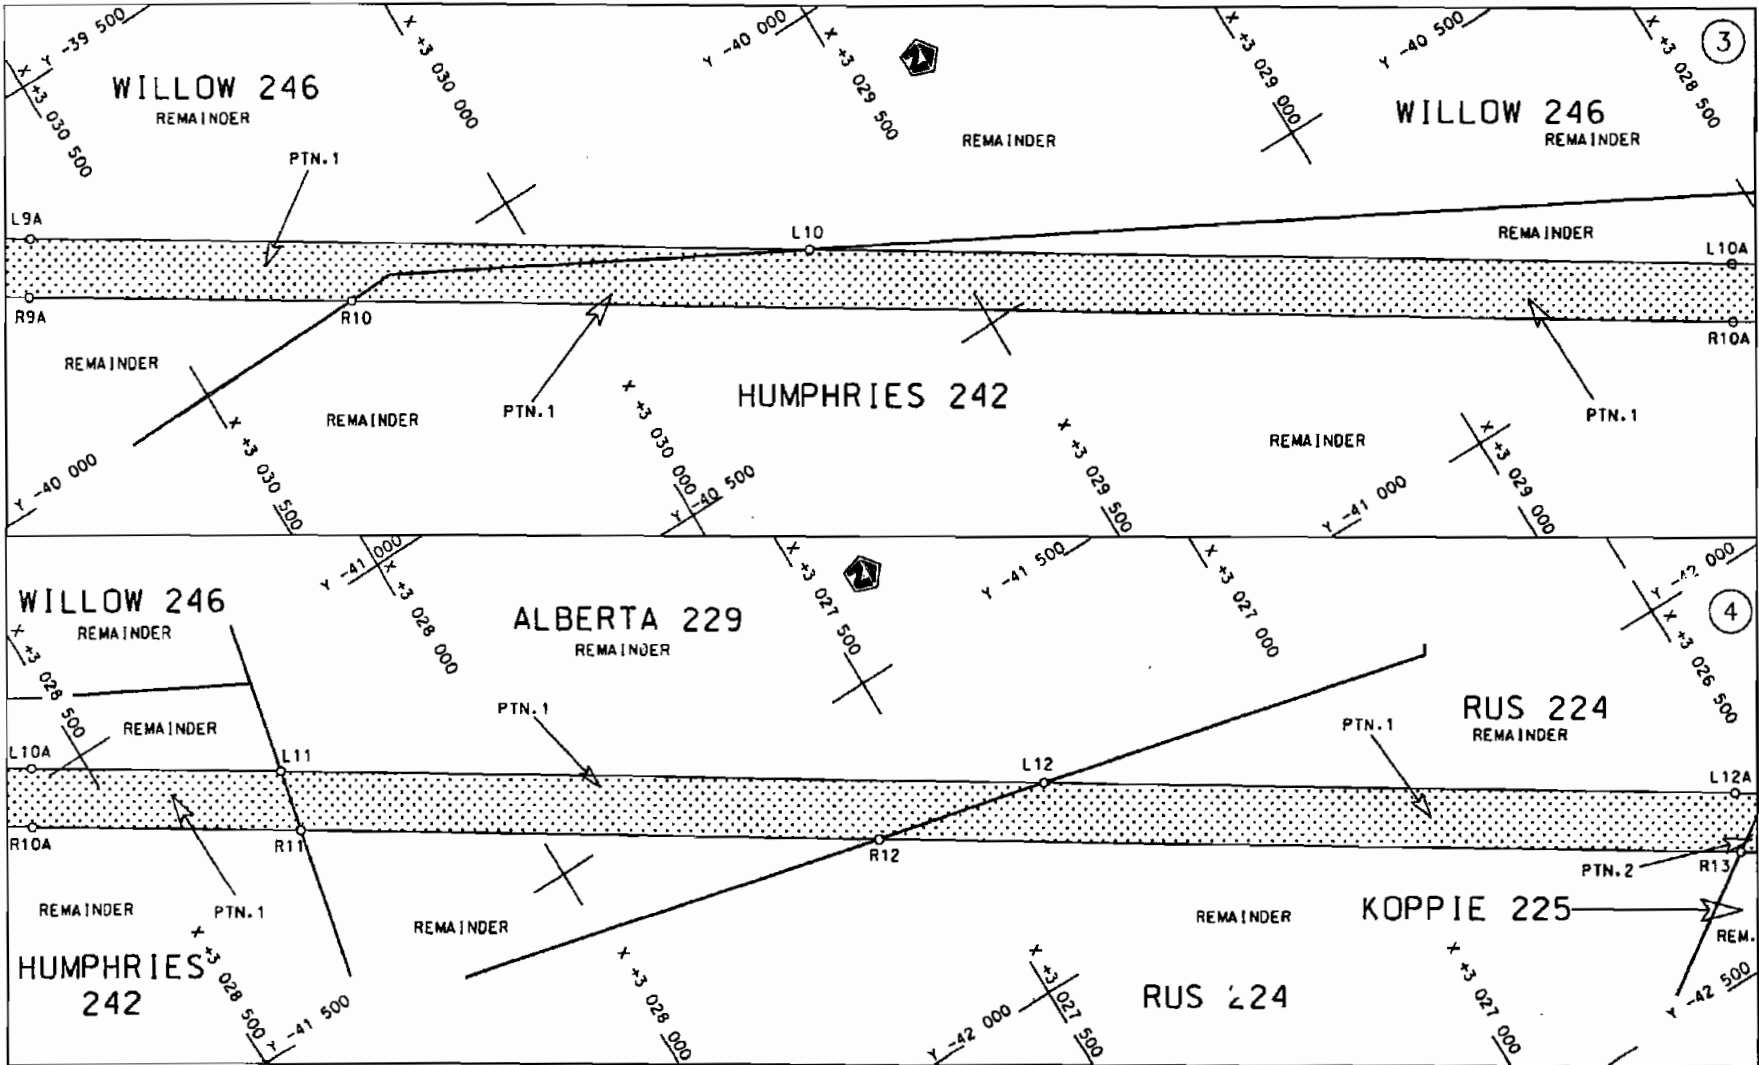 Y -39 500
X +3 030 000
Y -40 000
X +3 029 500
X +3 029 000
Y -40 500
X +3 028 500
3
X +3 030 500
WILLOW 246
REMAINDER
REMAINDER
WILLOW 246
REMAINDER
PTN.1
L9A
L10
REMAINDER
L10A
R9A
R10
R10A
REMAINDER
REMAINDER
PTN.1
HUMPHRIES 242
REMAINDER
PTN.1
Y -40 000
X +3 030 500
X +3 030 000
Y -40 500
X +3 029 500
Y -41 000
X +3 029 000
Y -41 000
X +3 028 000
X +3 027 500
Y -41 500
X +3 027 000
Y -42 000
X +3 026 500
4
WILLOW 246
REMAINDER
X +3 028 500
ALBERTA 229
REMAINDER
REMAINDER
PTN.1
PTN.1
RUS 224
REMAINDER
L10A
L11
L12
L12A
R10A
R11
R12
R13
PTN.2
REMAINDER
PTN.1
REMAINDER
REMAINDER
KOPPIE 225
REM.
HUMPHRIES
242
X +3 028 500
Y -41 500
X +3 028 000
Y -42 000
X +3 027 500
RUS 224
X +3 027 000
Y -42 500